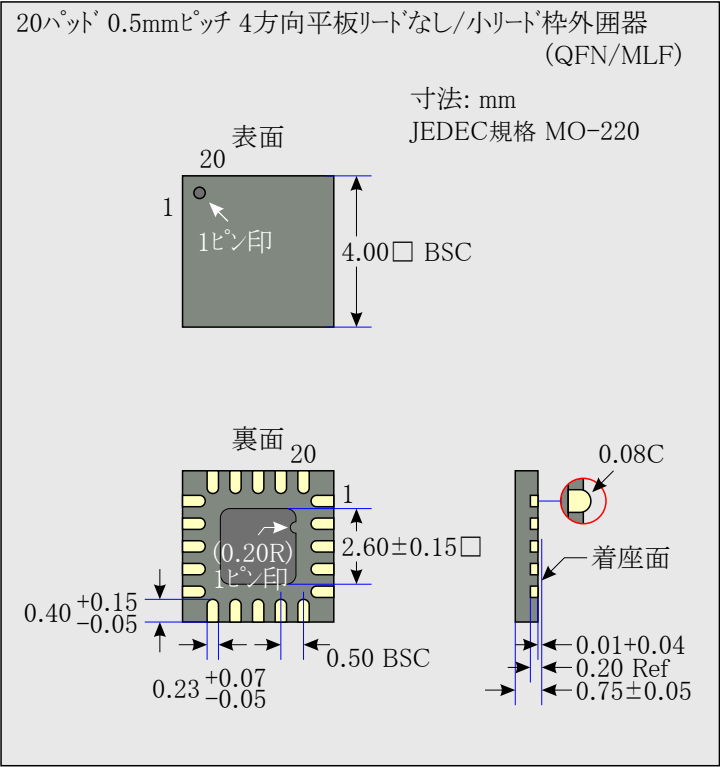 20ﾊﾟｯﾄﾞ 0.5mmﾋﾟｯﾁ 4方向平板ﾘｰﾄﾞなし/小ﾘｰﾄﾞ枠外囲器
(QFN/MLF)
寸法: mm
JEDEC規格 MO-220
表面
20
1
1ﾋﾟﾝ印
4.00□ BSC
裏面
20
1
(0.20R)
1ﾋﾟﾝ印
2.60±0.15□
0.40 +0.15
-0.05
0.50 BSC
0.23 +0.07
-0.05
0.08C
着座面
0.01+0.04
0.20 Ref
0.75±0.05